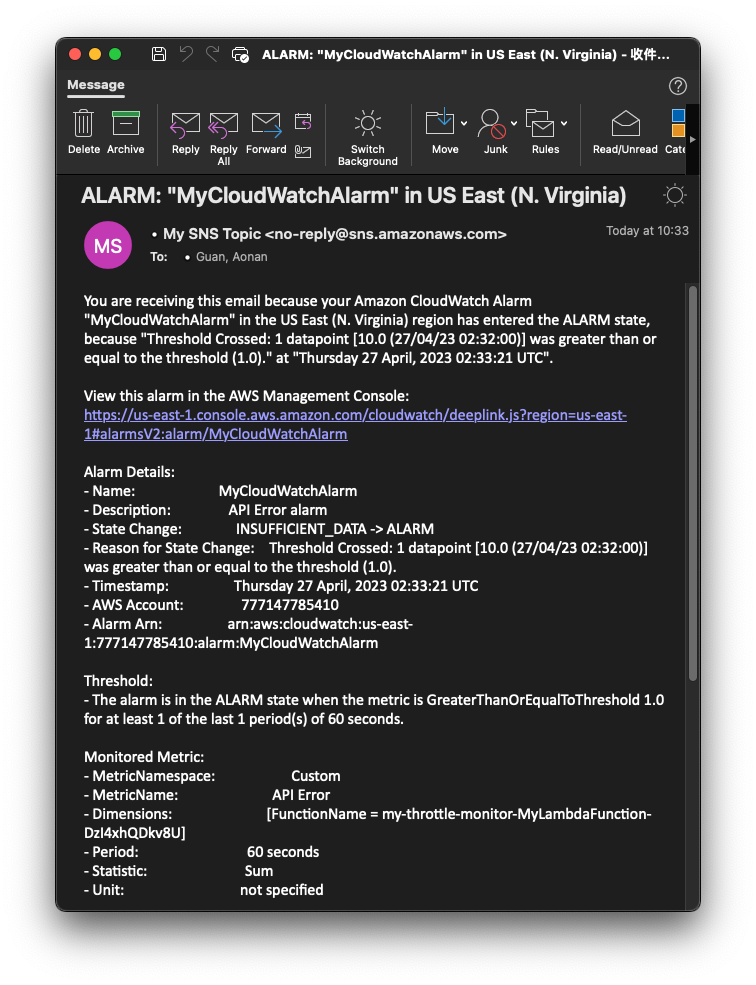 ALARM: "MyCloudWatchAlarm" in US East (N. Virginia) - 收件...
Message
Delete
Archive
Reply
Reply All
Forward
Switch Background
Move
Junk
Rules
Read/Unread
Cate
ALARM: "MyCloudWatchAlarm" in US East (N. Virginia)
MS
• My SNS Topic <no-reply@sns.amazonaws.com>
Today at 10:33
To: • Guan, Aonan
You are receiving this email because your Amazon CloudWatch Alarm
"MyCloudWatchAlarm" in the US East (N. Virginia) region has entered the ALARM state,
because "Threshold Crossed: 1 datapoint [10.0 (27/04/23 02:32:00)] was greater than or
equal to the threshold (1.0)." at "Thursday 27 April, 2023 02:33:21 UTC".
View this alarm in the AWS Management Console:
https://us-east-1.console.aws.amazon.com/cloudwatch/deeplink.js?region=us-east-
1#alarmsV2:alarm/MyCloudWatchAlarm
Alarm Details:
- Name: MyCloudWatchAlarm
- Description: API Error alarm
- State Change: INSUFFICIENT_DATA -> ALARM
- Reason for State Change: Threshold Crossed: 1 datapoint [10.0 (27/04/23 02:32:00)]
was greater than or equal to the threshold (1.0).
- Timestamp: Thursday 27 April, 2023 02:33:21 UTC
- AWS Account: 777147785410
- Alarm Arn: arn:aws:cloudwatch:us-east-
1:777147785410:alarm:MyCloudWatchAlarm
Threshold:
- The alarm is in the ALARM state when the metric is GreaterThanOrEqualToThreshold 1.0
for at least 1 of the last 1 period(s) of 60 seconds.
Monitored Metric:
- MetricNamespace: Custom
- MetricName: API Error
- Dimensions: [FunctionName = my-throttle-monitor-MyLambdaFunction-
DzI4xhQDkv8U]
- Period: 60 seconds
- Statistic: Sum
- Unit: not specified